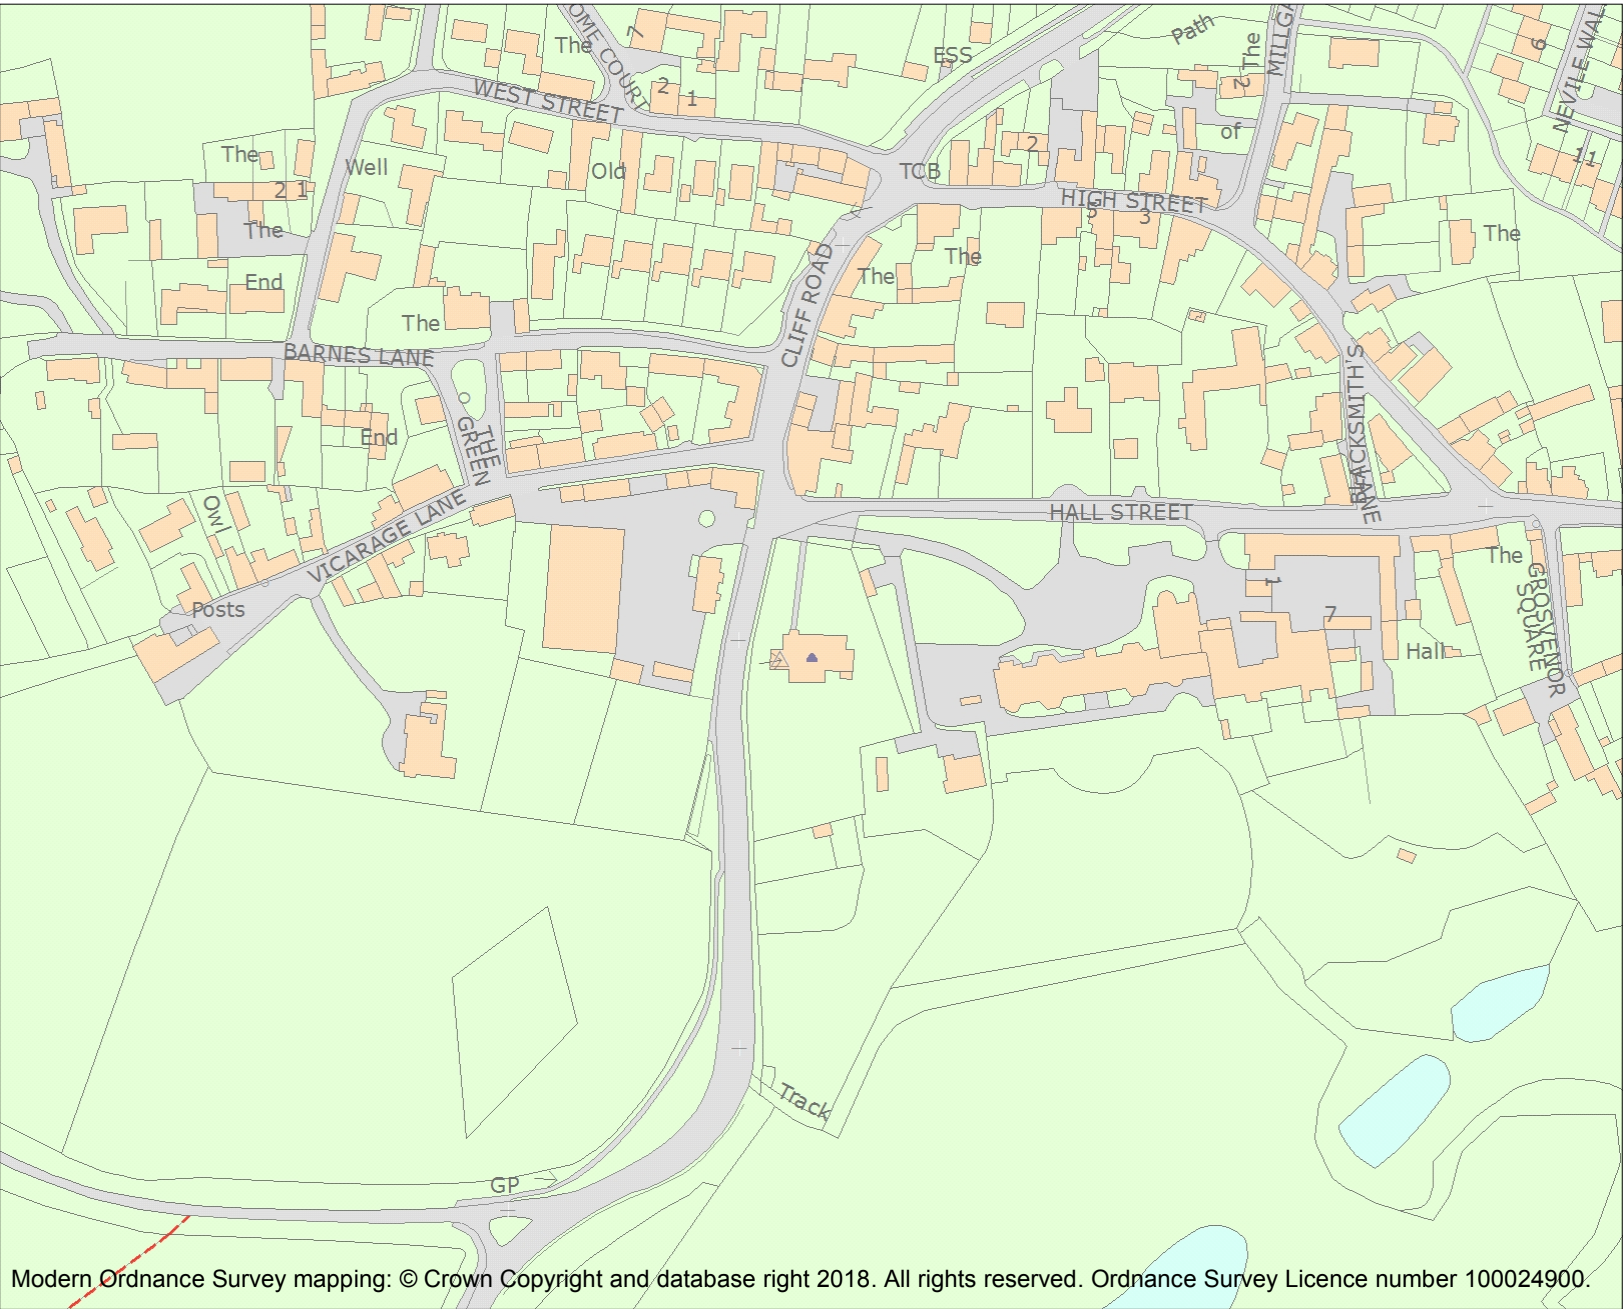 OME COURT
7
The
ESS
Path
The
MILLGA
6
NEVILE WAL
WEST STREET
2
1
2
of
2
11
The
Well
Old
TCB
2 1
HIGH STREET
5
3
The
The
The
The
End
CLIFF ROAD
The
BARNES LANE
BLACKSMITH'S
LANE
End
THE
GREEN
Owl
VICARAGE LANE
HALL STREET
The
1
GROSVENOR
SQUARE
Posts
7
Hall
Track
GP
Modern Ordnance Survey mapping: © Crown Copyright and database right 2018. All rights reserved. Ordnance Survey Licence number 100024900.